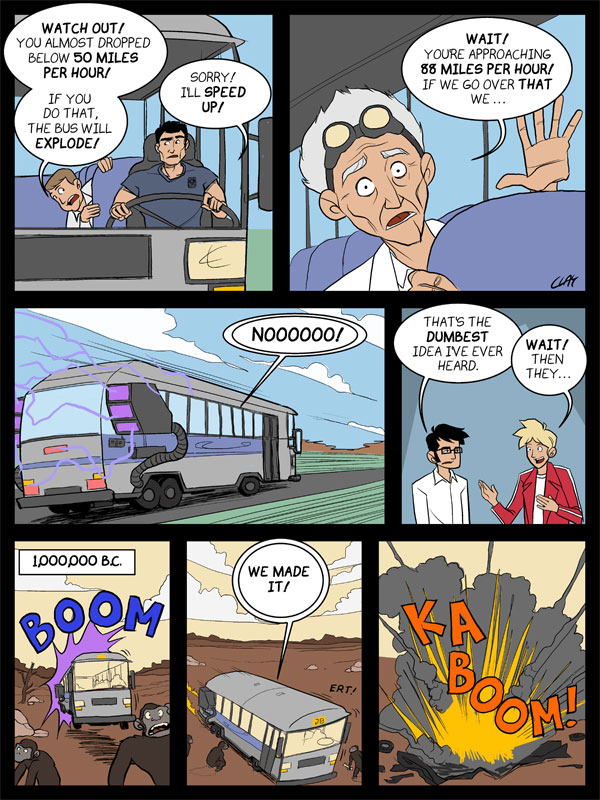 WATCH OUT!
YOU ALMOST DROPPED
BELOW 50 MILES
PER HOUR!
IF YOU
DO THAT,
THE BUS WILL
EXPLODE!
SORRY!
I'LL SPEED
UP!
WAIT!
YOU'RE APPROACHING
88 MILES PER HOUR!
IF WE GO OVER THAT
WE...
CLAY
NOOOOOO!
THAT'S THE
DUMBEST
IDEA I'VE EVER
HEARD.
WAIT!
THEN
THEY...
1,000,000 B.C.
BOOM
WE MADE
IT!
ERT!
KA
BOOM!